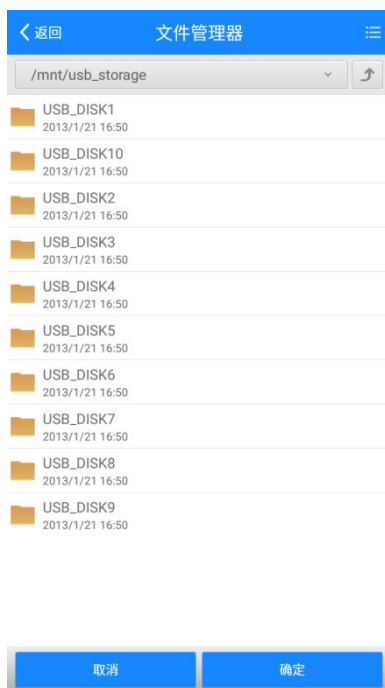 返回
文件管理器
/mnt/usb_storage
USB_DISK1
2013/1/21 16:50
USB_DISK10
2013/1/21 16:50
USB_DISK2
2013/1/21 16:50
USB_DISK3
2013/1/21 16:50
USB_DISK4
2013/1/21 16:50
USB_DISK5
2013/1/21 16:50
USB_DISK6
2013/1/21 16:50
USB_DISK7
2013/1/21 16:50
USB_DISK8
2013/1/21 16:50
USB_DISK9
2013/1/21 16:50
取消
确定